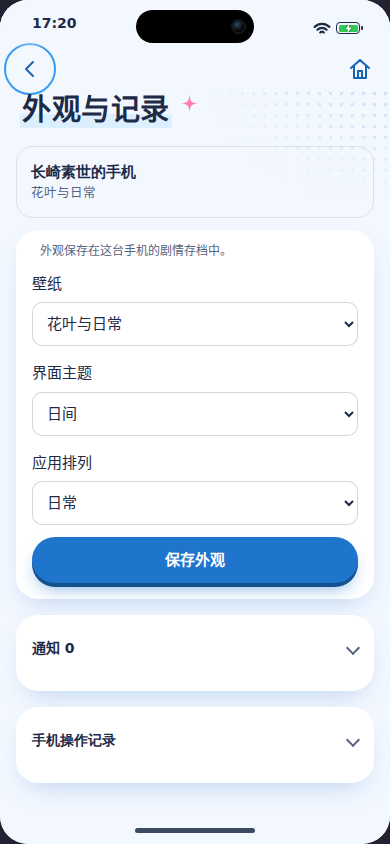 17:20
外观与记录
长崎素世的手机
花叶与日常
外观保存在这台手机的剧情存档中。
壁纸
花叶与日常
界面主题
日间
应用排列
日常
保存外观
通知 0
手机操作记录